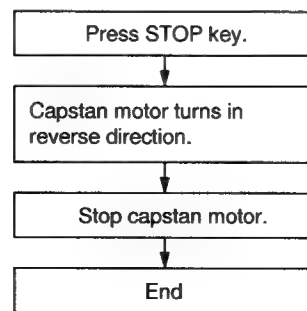 Press STOP key.
Capstan motor turns in
reverse direction.
Stop capstan motor.
End